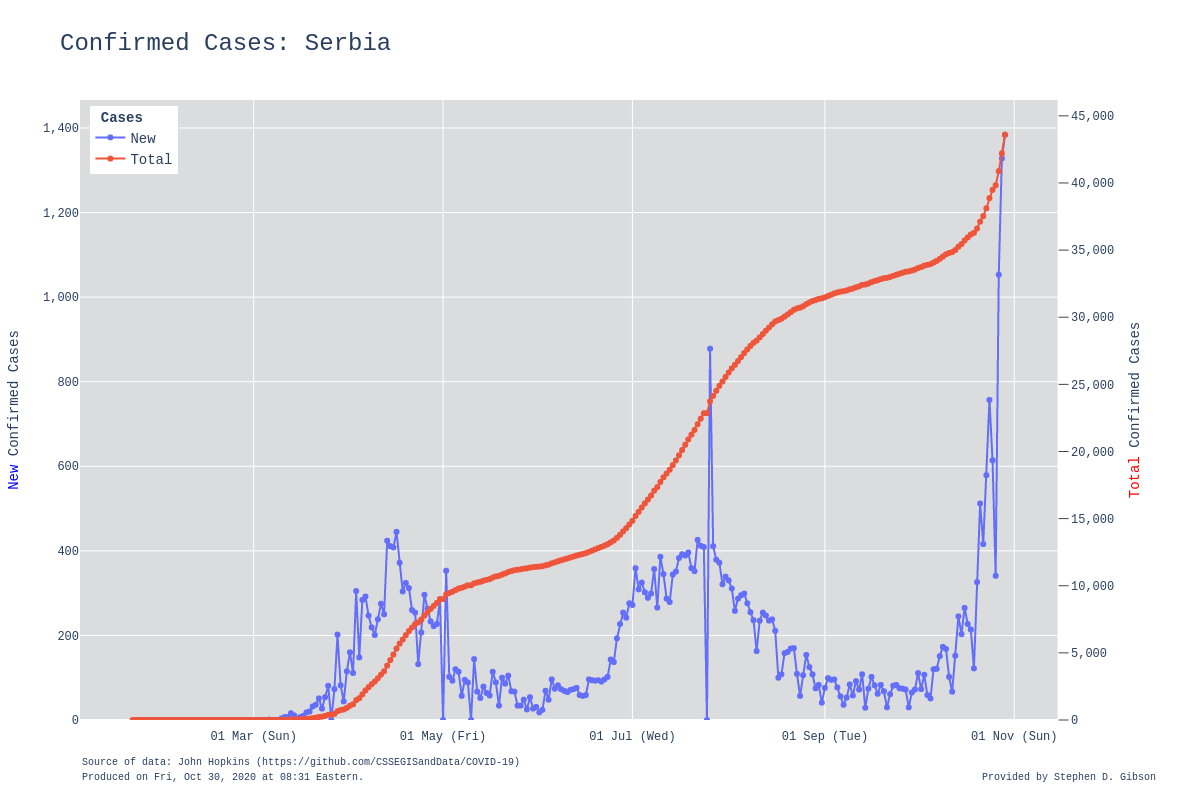 Confirmed Cases: Serbia
Cases
New
Total
1,400
1,200
1,000
800
600
400
200
0
45,000
40,000
35,000
30,000
25,000
20,000
15,000
10,000
5,000
0
New Confirmed Cases
Total Confirmed Cases
01 Mar (Sun)
01 May (Fri)
01 Jul (Wed)
01 Sep (Tue)
01 Nov (Sun)
Source of data: John Hopkins (https://github.com/CSSEGISandData/COVID-19)
Produced on Fri, Oct 30, 2020 at 08:31 Eastern.
Provided by Stephen D. Gibson